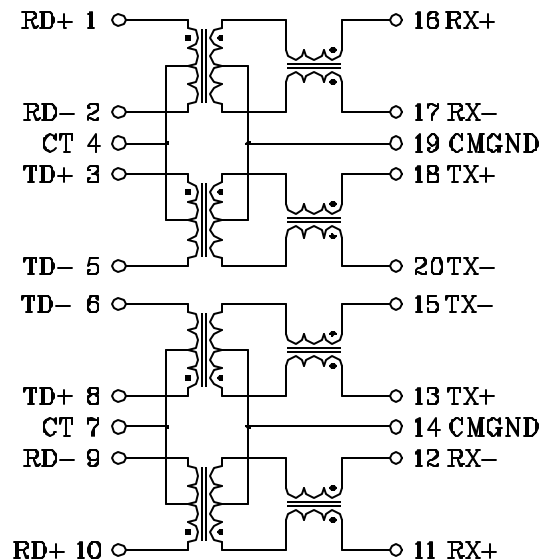 RD+ 1 16 RX+
RD- 2 17 RX-
CT 4 19 CMGND
TD+ 3 18 TX+
TD- 5 20 TX-
TD- 6 15 TX-
TD+ 8 13 TX+
CT 7 14 CMGND
RD- 9 12 RX-
RD+ 10 11 RX+